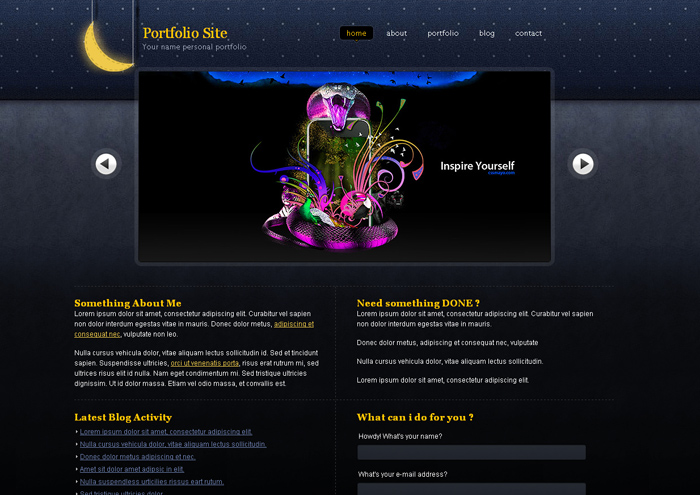 Portfolio Site
Your name personal portfolio
home about portfolio blog contact
Inspire Yourself
Something About Me
Lorem ipsum dolor sit amet, consectetur adipiscing elit. Curabitur vel sapien
non dolor interdum egestas vitae in mauris. Donec dolor metus, adipiscing et
consequat nec, vulputate non leo.
Nulla cursus vehicula dolor, vitae aliquam lectus sollicitudin id. Sed et tincidunt
sapien. Suspendisse ultricies, orci ut venenatis porta, risus erat rutrum mi, sed
ultrices risus elit id nulla. Nam eget condimentum mi. Sed tristique ultricies
dignissim. Ut id dolor massa. Etiam vel odio massa, et convallis est.
Need something DONE ?
Lorem ipsum dolor sit amet, consectetur adipiscing elit. Curabitur vel sapien
non dolor interdum egestas vitae in mauris.
Donec dolor metus, adipiscing et consequat nec, vulputate
Nulla cursus vehicula dolor, vitae aliquam lectus sollicitudin.
Lorem ipsum dolor sit amet, consectetur adipiscing elit.
Latest Blog Activity
Lorem ipsum dolor sit amet, consectetur adipiscing elit.
Nulla cursus vehicula dolor, vitae aliquam lectus sollicitudin.
Donec dolor metus adipiscing et nec.
Amet sit dolor amet adipsic in elit.
Nulla suspendiss urticilies rissus eart rutum.
Sed tristique ultricies dolor
What can i do for you ?
Howdy! What's your name?
What's your e-mail address?